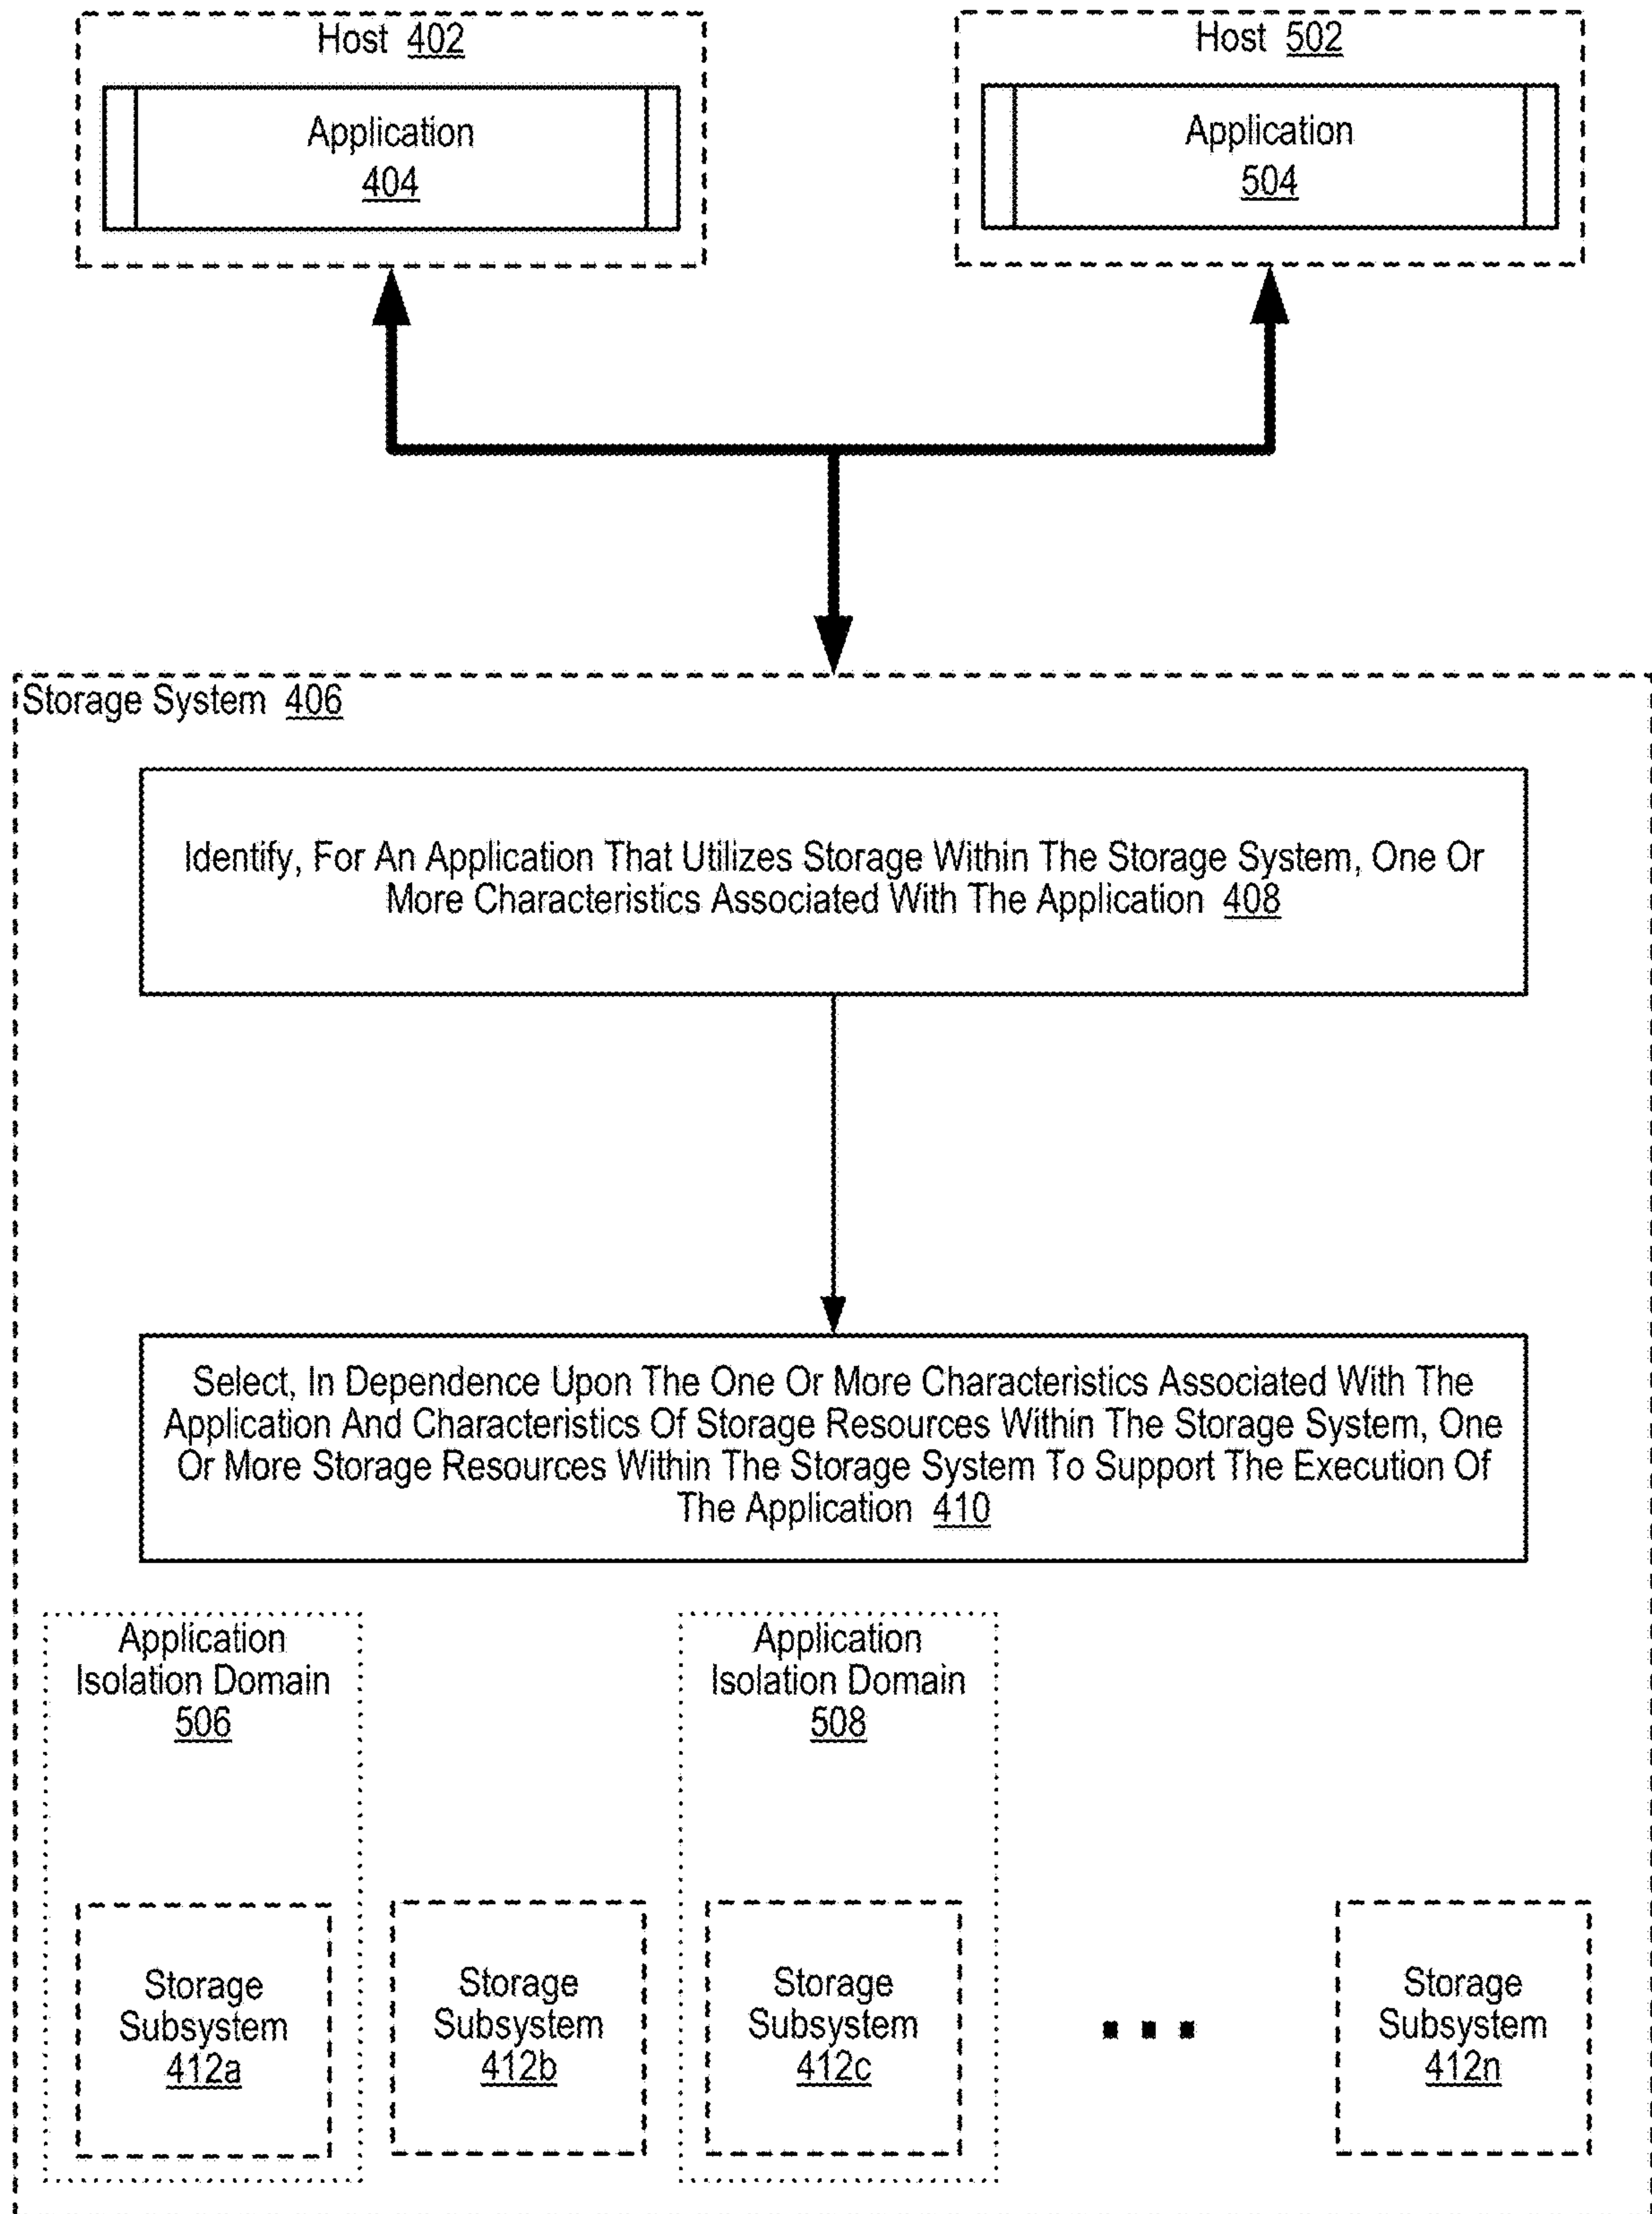 Host 402
Application
404
Host 502
Application
504
Storage System 406
Identify, For An Application That Utilizes Storage Within The Storage System, One Or
More Characteristics Associated With The Application 408
Select, In Dependence Upon The One Or More Characteristics Associated With The
Application And Characteristics Of Storage Resources Within The Storage System, One
Or More Storage Resources Within The Storage System To Support The Execution Of
The Application 410
Application
Isolation Domain
506
Application
Isolation Domain
508
Storage
Subsystem
412a
Storage
Subsystem
412b
Storage
Subsystem
412c
Storage
Subsystem
412n